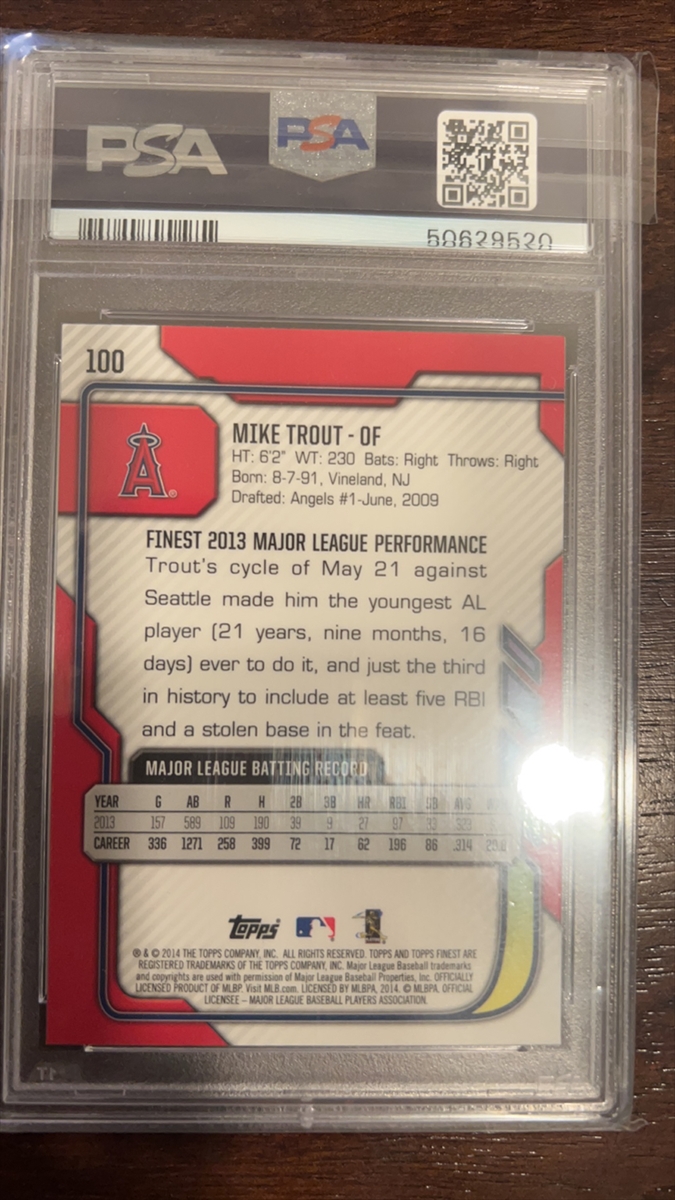 PSA
PSA
50629520
100
A
MIKE TROUT - OF
HT: 6'2" WT: 230 Bats: Right Throws: Right
Born: 8-7-91, Vineland, NJ
Drafted: Angels #1-June, 2009
FINEST 2013 MAJOR LEAGUE PERFORMANCE
Trout's cycle of May 21 against
Seattle made him the youngest AL
player (21 years, nine months, 16
days) ever to do it, and just the third
in history to include at least five RBI
and a stolen base in the feat.
MAJOR LEAGUE BATTING RECORD
YEAR G AB R H 2B 3B HR RBI SB AVG
2013 157 589 109 190 39 9 27 97 33 .323
CAREER 336 1271 258 399 72 17 62 196 86 .314
topps
® & © 2014 THE TOPPS COMPANY, INC. ALL RIGHTS RESERVED. TOPPS AND TOPPS FINEST ARE
REGISTERED TRADEMARKS OF THE TOPPS COMPANY, INC. Major League Baseball trademarks
and copyrights are used with permission of Major League Baseball Properties, Inc. OFFICIALLY
LICENSED PRODUCT OF MLBP. Visit MLB.com. LICENSED BY MLBPA, 2014. © MLBPA, OFFICIAL
LICENSEE – MAJOR LEAGUE BASEBALL PLAYERS ASSOCIATION.